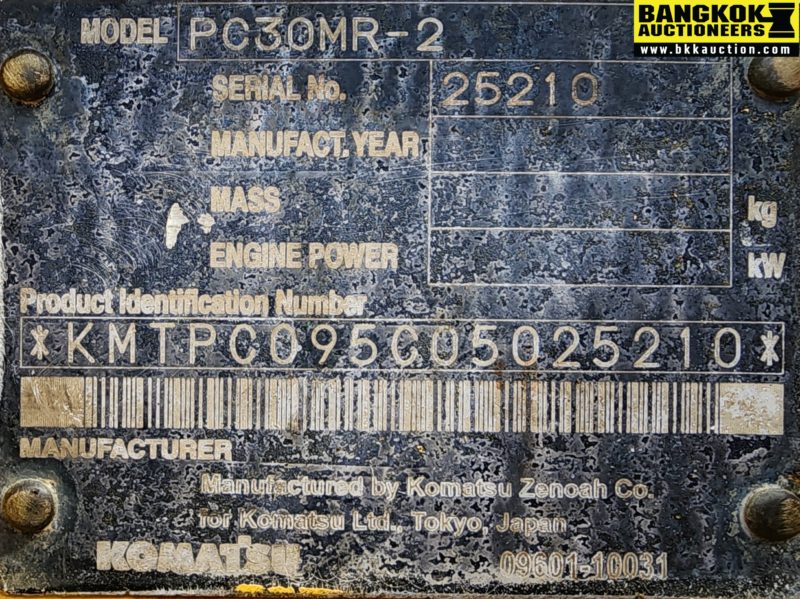 BANGKOK
AUCTIONEERS
www.bkkauction.com
MODEL PC30MR-2
SERIAL No. 25210
MANUFACT. YEAR
MASS kg
ENGINE POWER kW
Product Identification Number
*KMTPC095C05025210*
MANUFACTURER
Manufactured by Komatsu Zenoah Co.
for Komatsu Ltd., Tokyo, Japan
KOMATSU 09601-10031